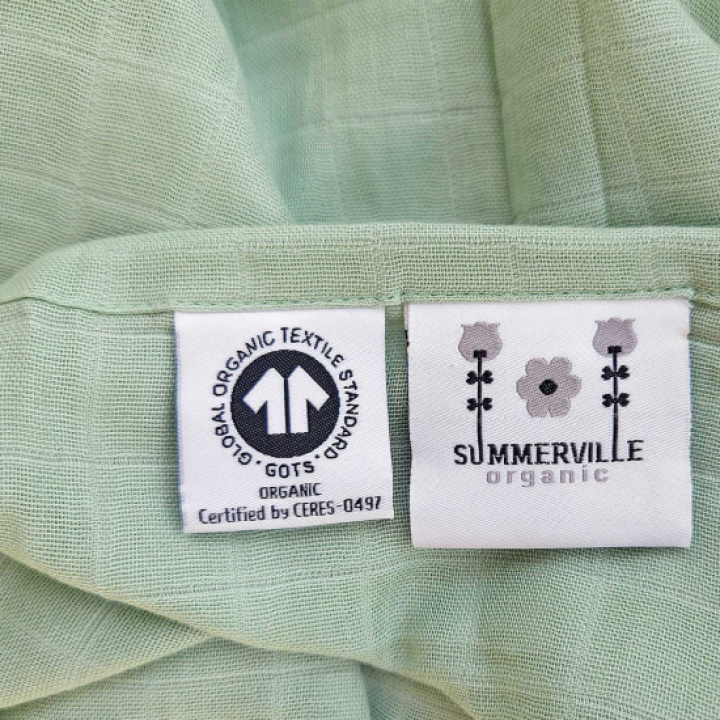 GLOBAL ORGANIC TEXTILE STANDARD
· GOTS ·
ORGANIC
Certified by CERES-0497
SUMMERVILLE
organic